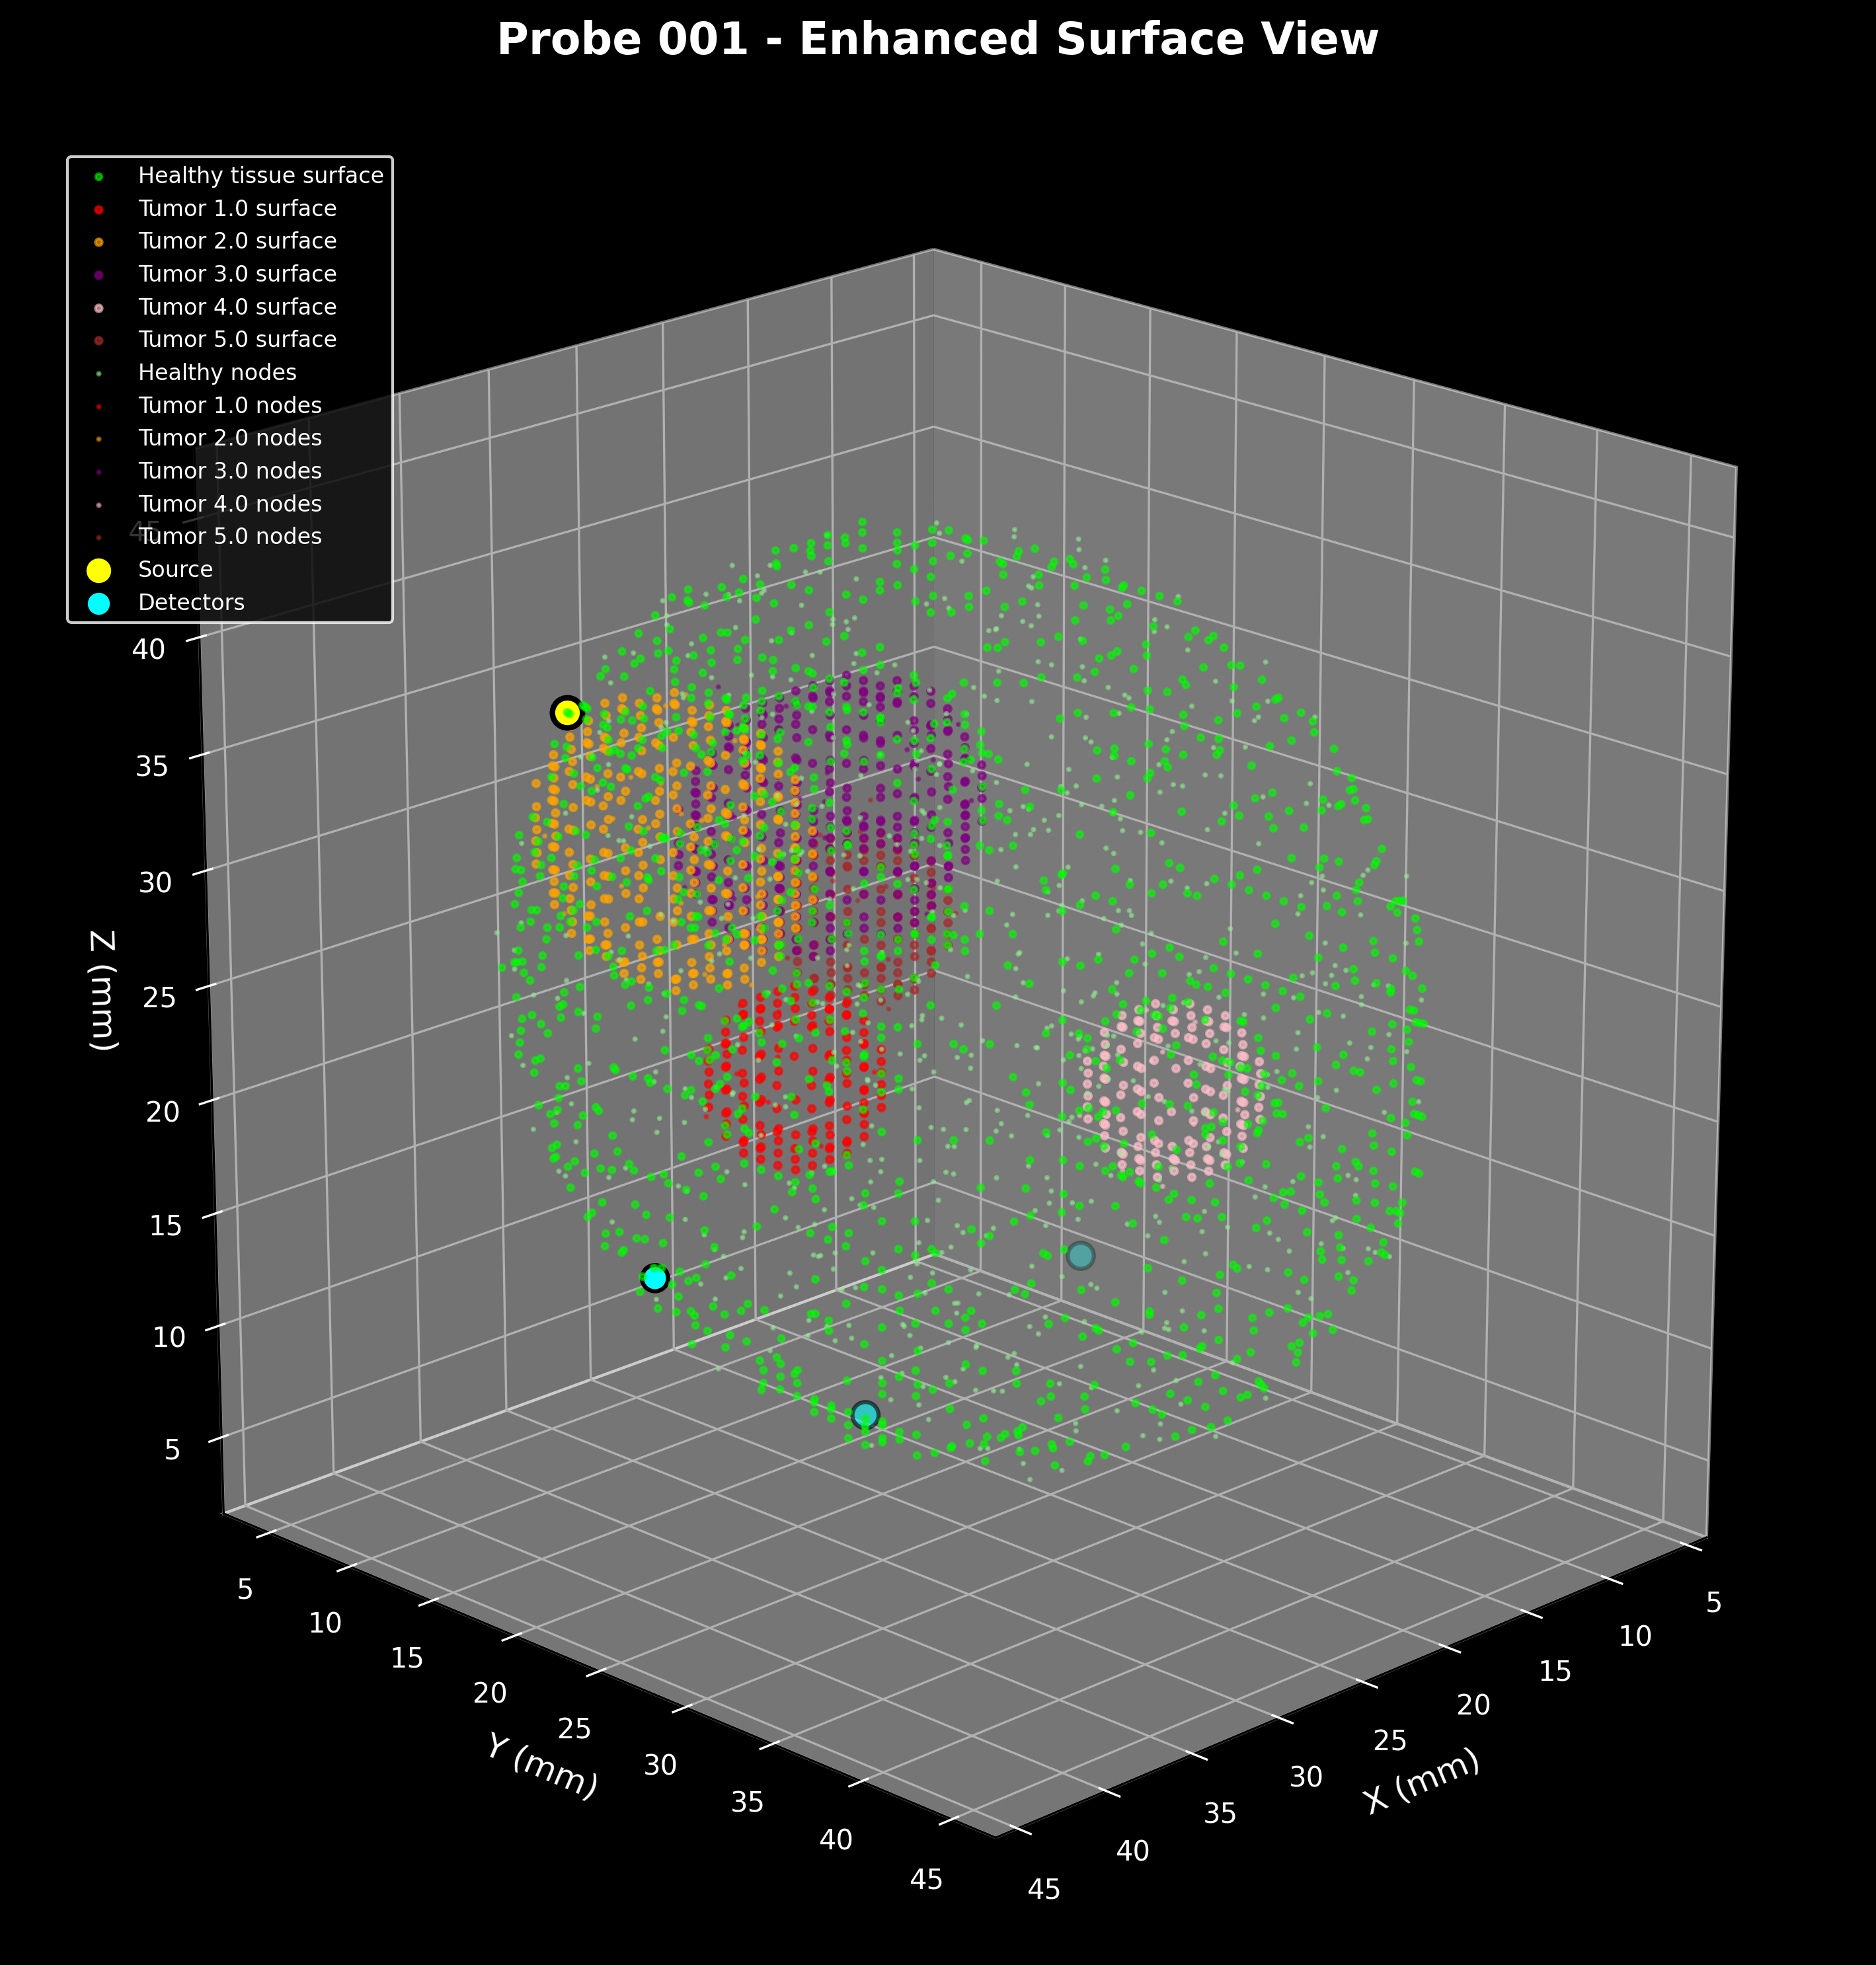 Probe 001 - Enhanced Surface View
Healthy tissue surface
Tumor 1.0 surface
Tumor 2.0 surface
Tumor 3.0 surface
Tumor 4.0 surface
Tumor 5.0 surface
Healthy nodes
Tumor 1.0 nodes
Tumor 2.0 nodes
Tumor 3.0 nodes
Tumor 4.0 nodes
Tumor 5.0 nodes
Source
Detectors
45
40
35
30
25
20
15
10
5
Z (mm)
5
10
15
20
25
30
35
40
45
Y (mm)
5
10
15
20
25
30
35
40
45
X (mm)